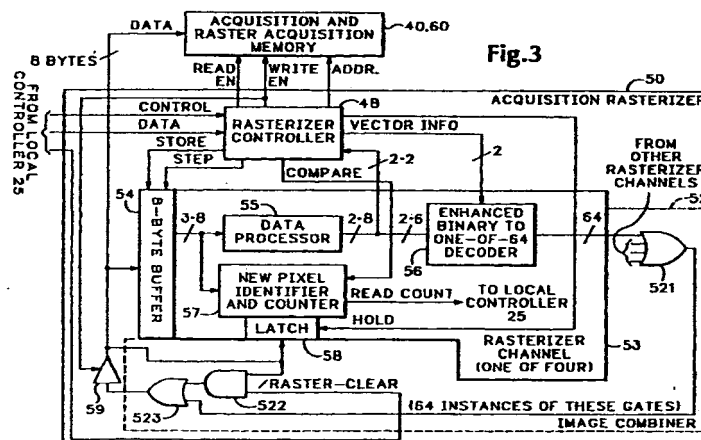 DATA
ACQUISITION AND
RASTER ACQUISITION
MEMORY
40,60
Fig.3
8 BYTES
READ
EN
WRITE
EN
ADDR.
50
ACQUISITION RASTERIZER
FROM LOCAL
CONTROLLER 25
CONTROL
DATA
STORE
STEP
RASTERIZER
CONTROLLER
48
VECTOR INFO
COMPARE
2-2
2
FROM
OTHER
RASTERIZER
CHANNELS
54
8-BYTE BUFFER
3-8
55
DATA
PROCESSOR
2-8
2-6
ENHANCED
BINARY TO
ONE-OF-64
DECODER
56
64
521
NEW PIXEL
IDENTIFIER
AND COUNTER
57
READ COUNT
TO LOCAL
CONTROLLER
25
LATCH
HOLD
58
RASTERIZER
CHANNEL
(ONE OF FOUR)
53
59
523
522
/RASTER-CLEAR
(64 INSTANCES OF THESE GATES)
IMAGE COMBINER